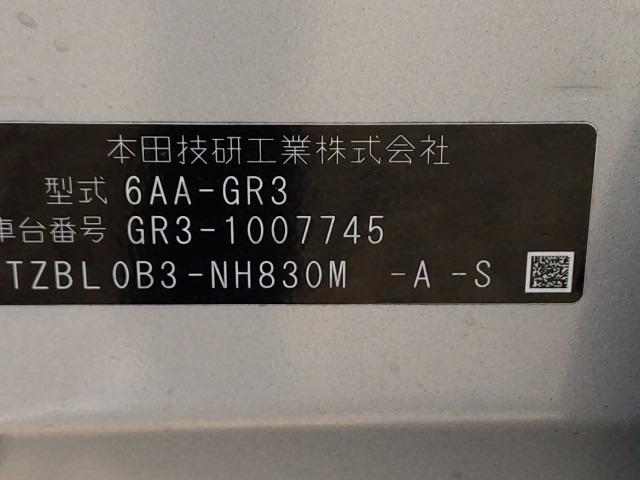 本田技研工業株式会社
型式 6AA-GR3
車台番号 GR3-1007745
TZBL0B3-NH830M -A -S